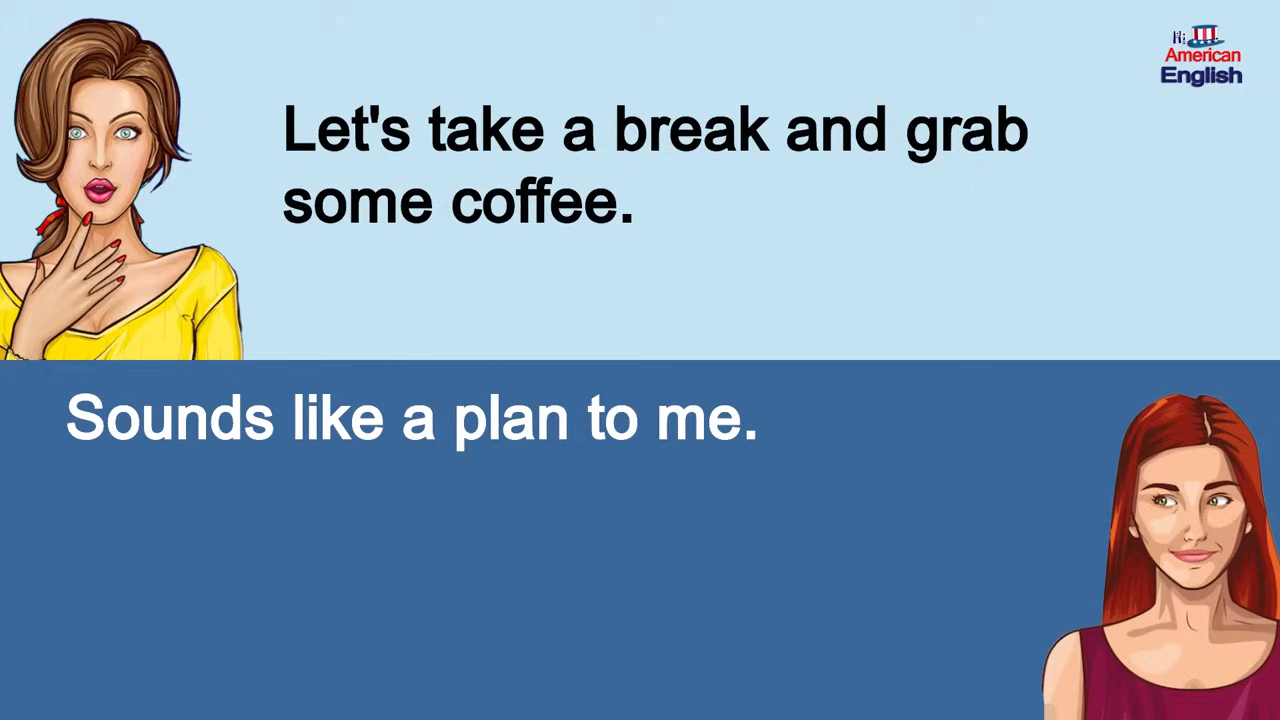 Hi
American
English
Let's take a break and grab
some coffee.
Sounds like a plan to me.